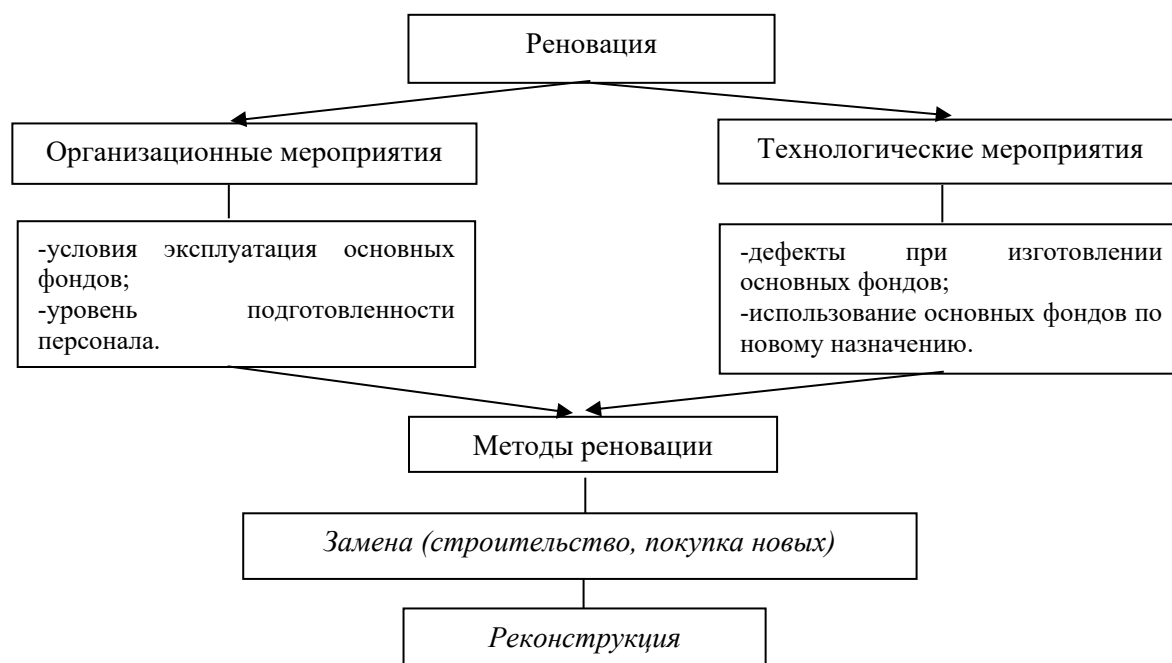 Реновация
Организационные мероприятия
Технологические мероприятия
-условия эксплуатация основных
фондов;
-уровень подготовленности
персонала.
-дефекты при изготовлении
основных фондов;
-использование основных фондов по
новому назначению.
Методы реновации
Замена (строительство, покупка новых)
Реконструкция